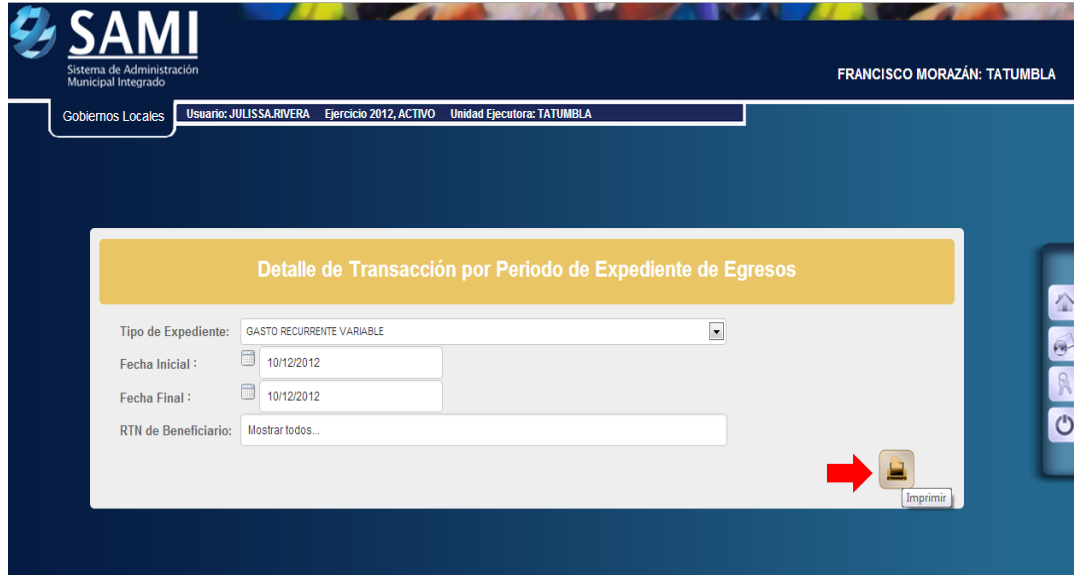 SAMI
Sistema de Administración
Municipal Integrado
FRANCISCO MORAZÁN: TATUMBLA
Gobiernos Locales
Usuario: JULISSA.RIVERA Ejercicio 2012, ACTIVO Unidad Ejecutora: TATUMBLA
Detalle de Transacción por Periodo de Expediente de Egresos
Tipo de Expediente: GASTO RECURRENTE VARIABLE
Fecha Inicial : 10/12/2012
Fecha Final : 10/12/2012
RTN de Beneficiario: Mostrar todos...
Imprimir